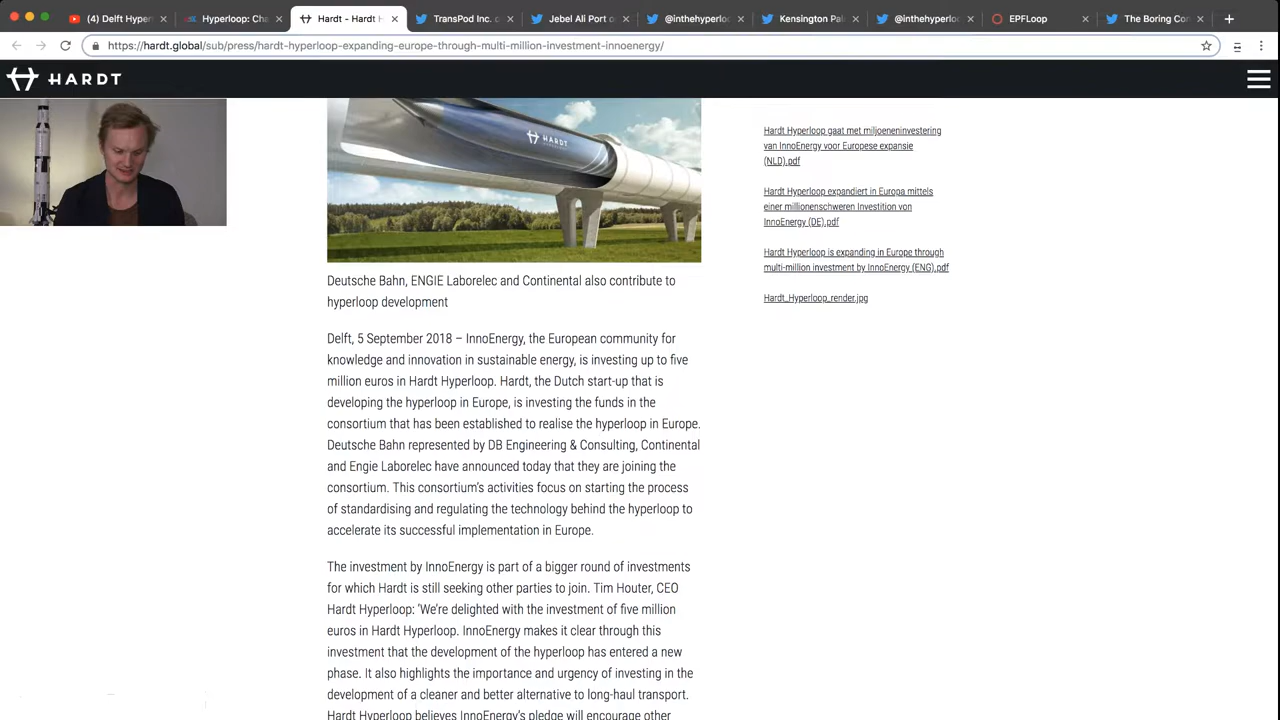 (4) Delft Hyper
Hyperloop: Cha
Hardt - Hardt H
TransPod Inc. o
Jebel Ali Port o
@inthehyperloo
Kensington Pal
@inthehyperloo
EPFLoop
The Boring Con
https://hardt.global/sub/press/hardt-hyperloop-expanding-europe-through-multi-million-investment-innoenergy/
HARDT
HARDT
Deutsche Bahn, ENGIE Laborelec and Continental also contribute to
hyperloop development
Delft, 5 September 2018 – InnoEnergy, the European community for
knowledge and innovation in sustainable energy, is investing up to five
million euros in Hardt Hyperloop. Hardt, the Dutch start-up that is
developing the hyperloop in Europe, is investing the funds in the
consortium that has been established to realise the hyperloop in Europe.
Deutsche Bahn represented by DB Engineering & Consulting, Continental
and Engie Laborelec have announced today that they are joining the
consortium. This consortium's activities focus on starting the process
of standardising and regulating the technology behind the hyperloop to
accelerate its successful implementation in Europe.
The investment by InnoEnergy is part of a bigger round of investments
for which Hardt is still seeking other parties to join. Tim Houter, CEO
Hardt Hyperloop: 'We're delighted with the investment of five million
euros in Hardt Hyperloop. InnoEnergy makes it clear through this
investment that the development of the hyperloop has entered a new
phase. It also highlights the importance and urgency of investing in the
development of a cleaner and better alternative to long-haul transport.
Hardt Hyperloop believes InnoEnergy's pledge will encourage other
Hardt Hyperloop gaat met miljoeneninvestering
van InnoEnergy voor Europese expansie
(NLD).pdf
Hardt Hyperloop expandiert in Europa mittels
einer millionenschweren Investition von
InnoEnergy (DE).pdf
Hardt Hyperloop is expanding in Europe through
multi-million investment by InnoEnergy (ENG).pdf
Hardt_Hyperloop_render.jpg